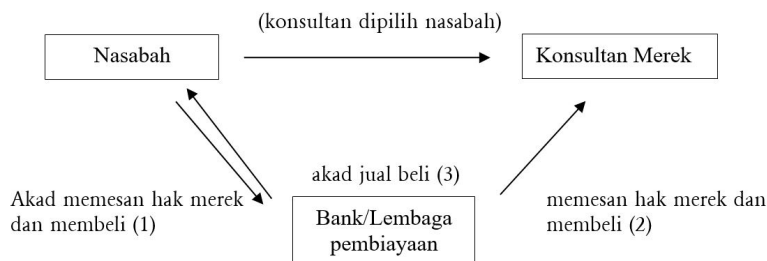 (konsultan dipilih nasabah)
Nasabah
Konsultan Merek
akad jual beli (3)
Akad memesan hak merek
dan membeli (1)
Bank/Lembaga
pembiayaan
memesan hak merek dan
membeli (2)